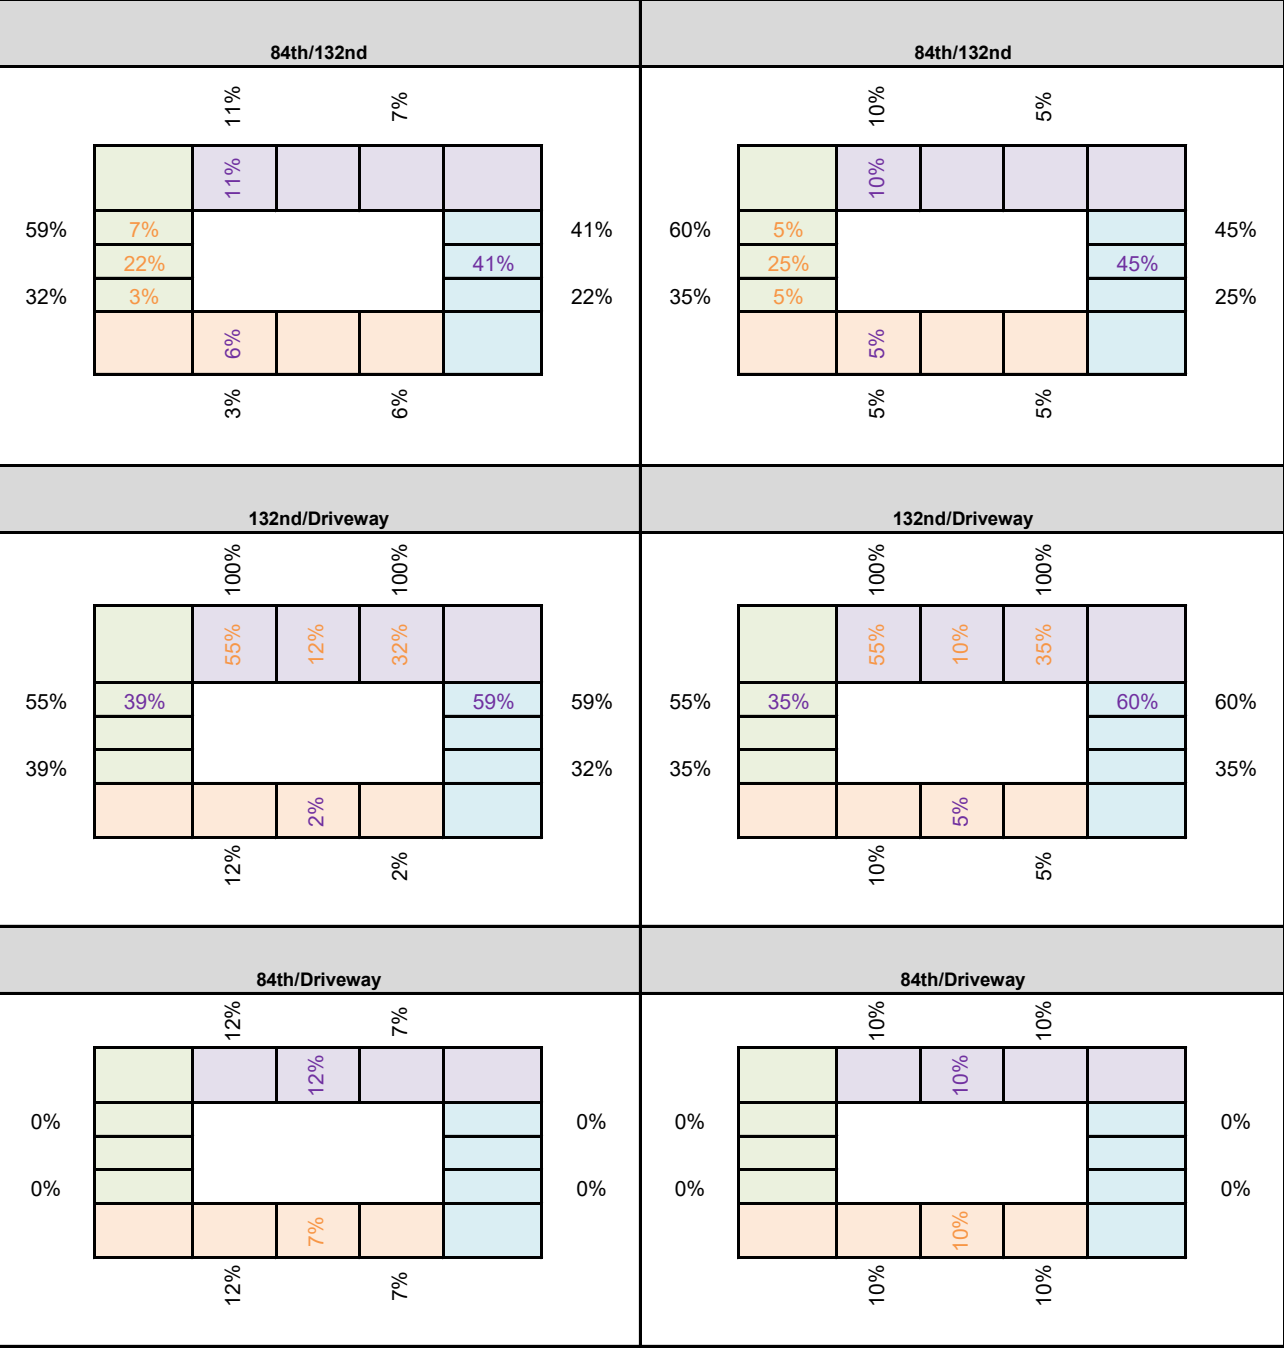 84th/132nd 84th/132nd
11% 7% 10% 5%
11% 10%
59% 7% 41% 60% 5% 45%
22% 41% 25% 45%
32% 3% 22% 35% 5% 25%
6% 5%
3% 6% 5% 5%
132nd/Driveway 132nd/Driveway
100% 100% 100% 100%
55% 12% 32% 55% 10% 35%
55% 39% 59% 59% 55% 35% 60% 60%
39% 32% 35% 35%
2% 5%
12% 2% 10% 5%
84th/Driveway 84th/Driveway
12% 7% 10% 10%
12% 10%
0% 0% 0% 0%
0% 0% 0% 0%
7% 10%
12% 7% 10% 10%